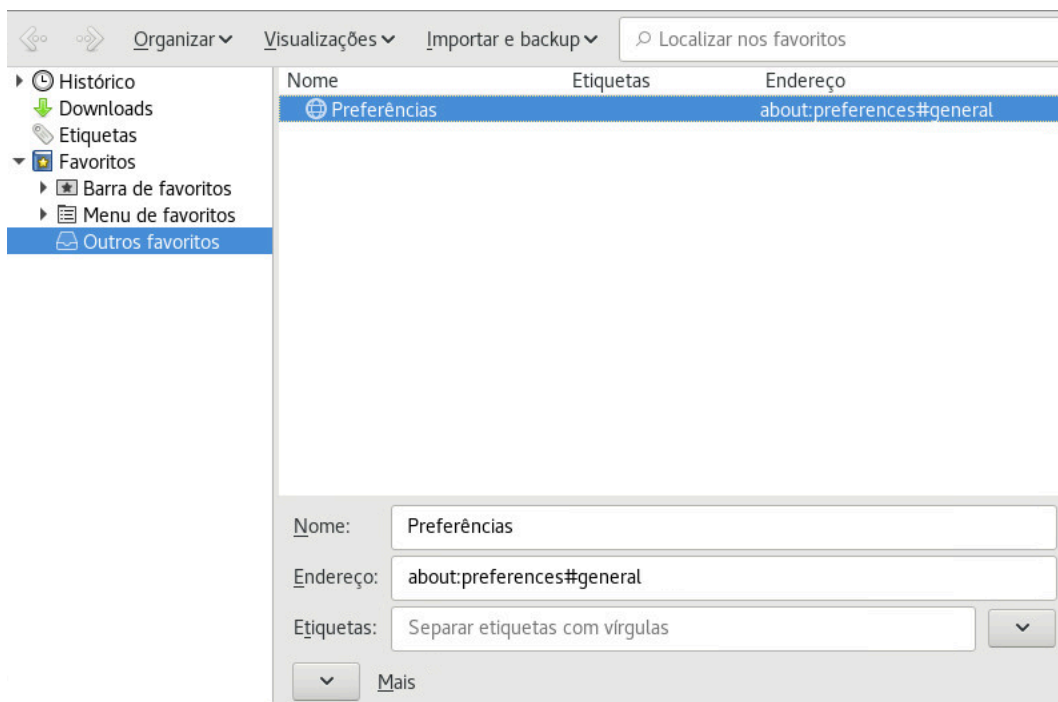 Organizar Visualizações Importar e backup Localizar nos favoritos
Histórico
Downloads
Etiquetas
Favoritos
Barra de favoritos
Menu de favoritos
Outros favoritos
Nome Etiquetas Endereço
Preferências about:preferences#general
Nome: Preferências
Endereço: about:preferences#general
Etiquetas: Separar etiquetas com vírgulas
Mais